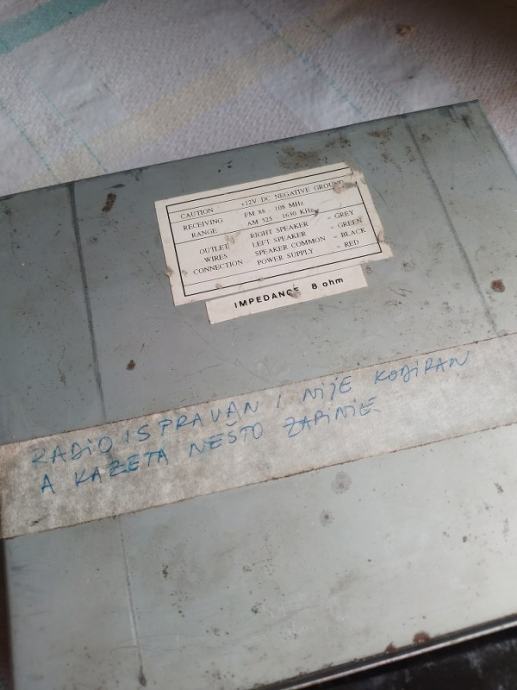 CAUTION +12V DC NEGATIVE GROUND
RECEIVING RANGE FM 88 - 108 MHz
AM 525 - 1630 KHz
OUTLET WIRES CONNECTION RIGHT SPEAKER - GREY
LEFT SPEAKER - GREEN
SPEAKER COMMON - BLACK
POWER SUPPLY - RED
IMPEDANCE 8 ohm
RADIO ISPRAVAN I NIJE KODIRAN
A KAZETA NEŠTO ZAPINJE